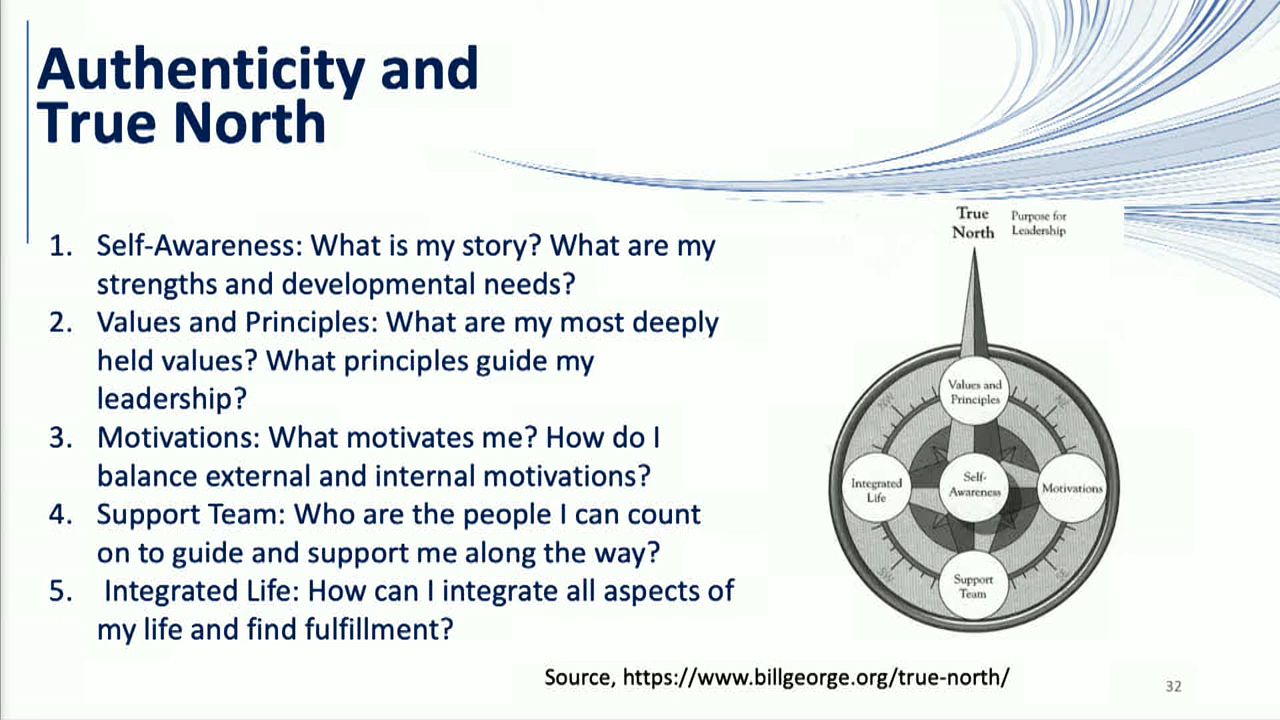 Authenticity and
True North
1. Self-Awareness: What is my story? What are my
strengths and developmental needs?
2. Values and Principles: What are my most deeply
held values? What principles guide my
leadership?
3. Motivations: What motivates me? How do I
balance external and internal motivations?
4. Support Team: Who are the people I can count
on to guide and support me along the way?
5. Integrated Life: How can I integrate all aspects of
my life and find fulfillment?
True
North
Purpose for
Leadership
NW
NE
Values and
Principles
Integrated
Life
Self-
Awareness
Motivations
SW
SE
Support
Team
Source, https://www.billgeorge.org/true-north/
32